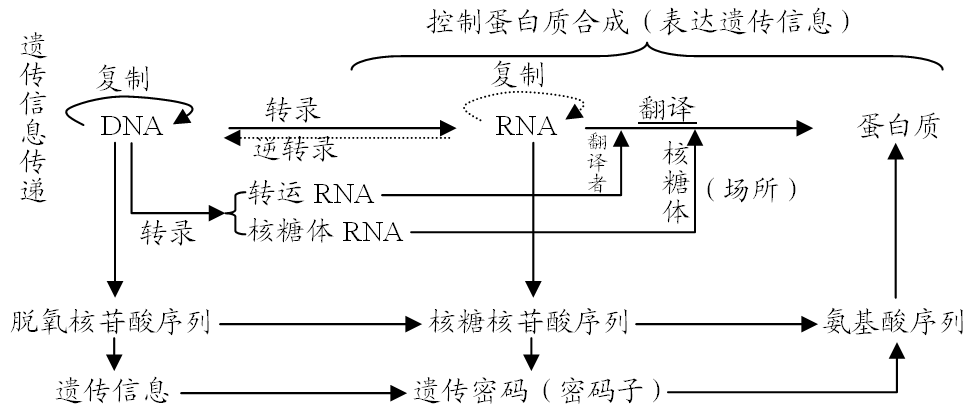 控制蛋白质合成（表达遗传信息）
遗传信息传递
复制
复制
DNA
转录
逆转录
RNA
翻译
蛋白质
翻译者
核糖体
（场所）
转运 RNA
核糖体 RNA
转录
脱氧核苷酸序列
核糖核苷酸序列
氨基酸序列
遗传信息
遗传密码（密码子）